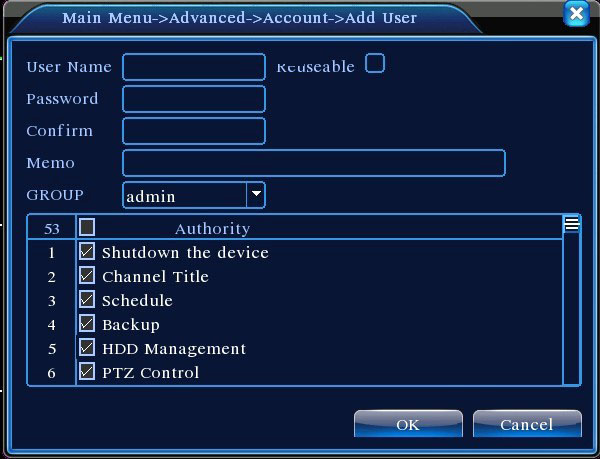 Main Menu->Advanced->Account->Add User
User Name Reuseable
Password
Confirm
Memo
GROUP admin
53 Authority
1 Shutdown the device
2 Channel Title
3 Schedule
4 Backup
5 HDD Management
6 PTZ Control
OK Cancel